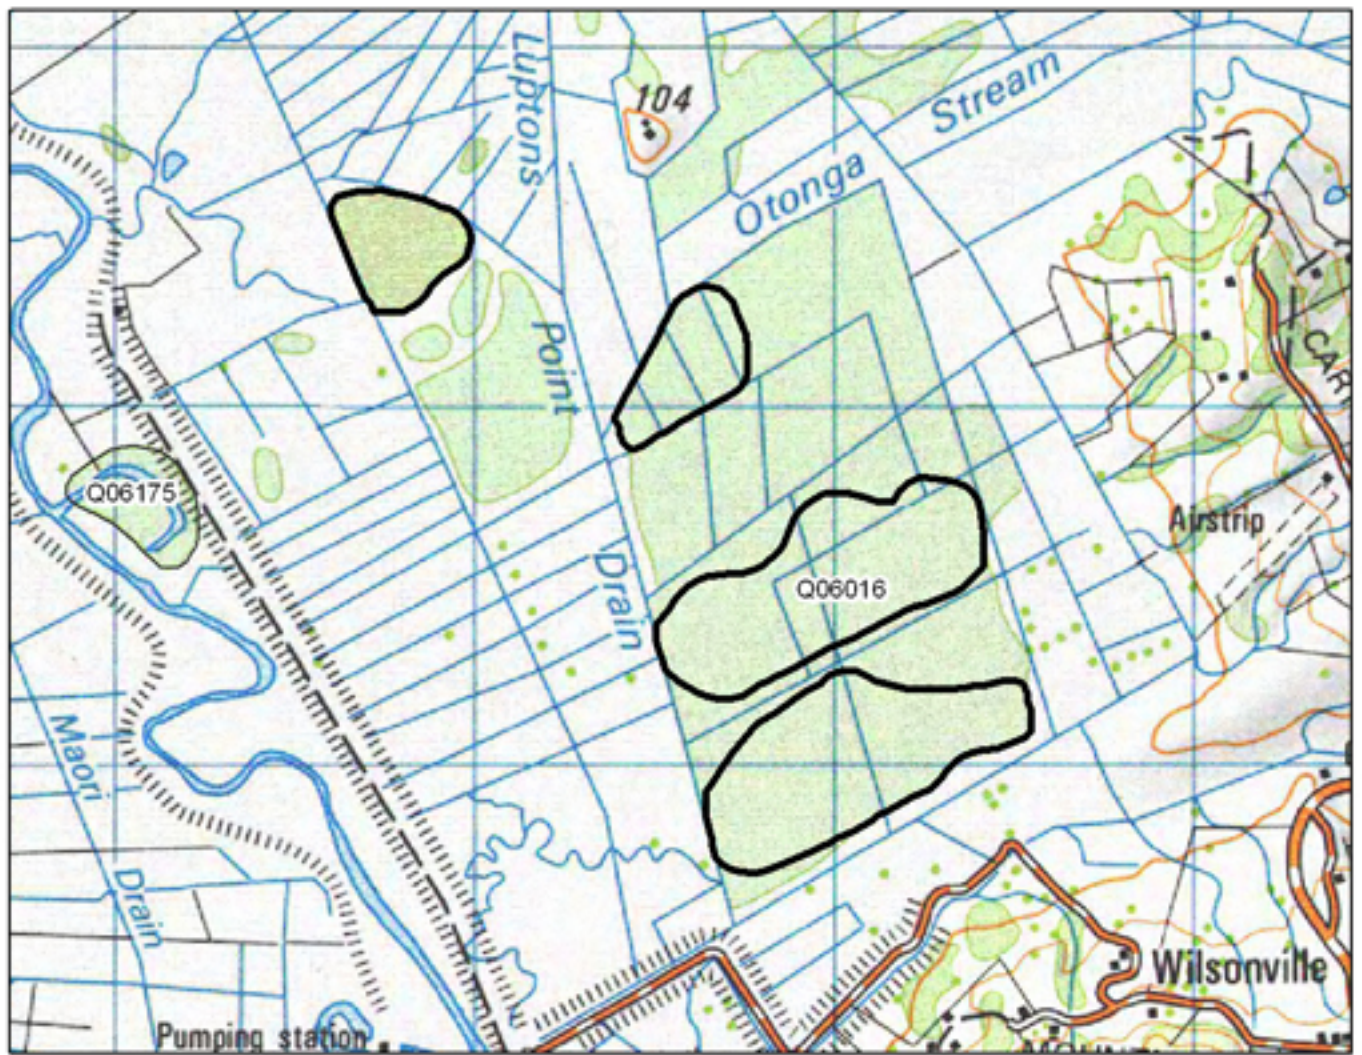 Luptons
104
Stream
Otonga
Point
CAR
Q06175
Airstrip
Drain
Q06016
Maori
Drain
Wilsonville
Pumping station